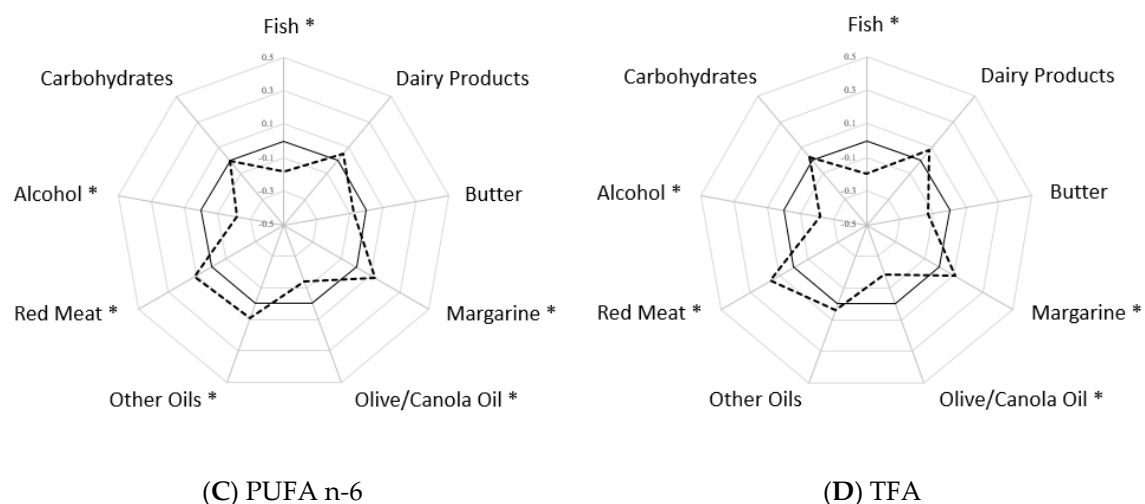 Fish *
Carbohydrates
Dairy Products
Alcohol *
Butter
Red Meat *
Margarine *
Other Oils *
Olive/Canola Oil *
0.5
0.3
0.1
-0.1
-0.3
-0.5
(C) PUFA n-6
Fish *
Carbohydrates
Dairy Products
Alcohol *
Butter
Red Meat *
Margarine *
Other Oils
Olive/Canola Oil *
0.5
0.3
0.1
-0.1
-0.3
-0.5
(D) TFA